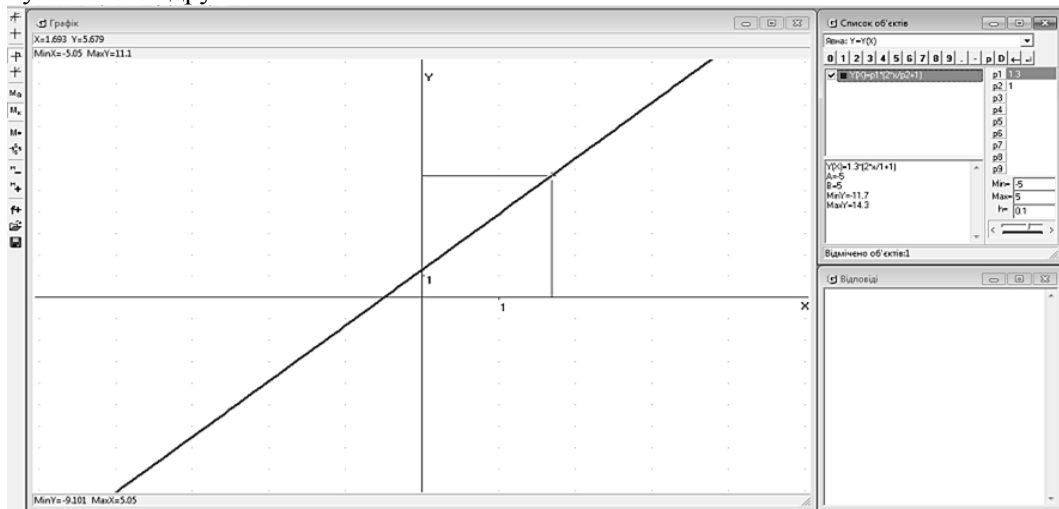 Графік
X=1.693 Y=5.679
MinX=-5.05 MaxY=11.1
Y
1
1
X
MinY=-9.101 MaxX=5.05
Список об'єктів
Явна: Y=Y(X)
0 1 2 3 4 5 6 7 8 9 . - p D
Y(X)=p1*(2*x/p2+1)
p1 1.3
p2 1
p3
p4
p5
p6
p7
p8
p9
Min= -5
Max= 5
h= 0.1
Y(X)=1.3*(2*x/1+1)
A=-5
B=5
MinY=-11.7
MaxY=14.3
Відмічено об'єктів:1
Відповіді